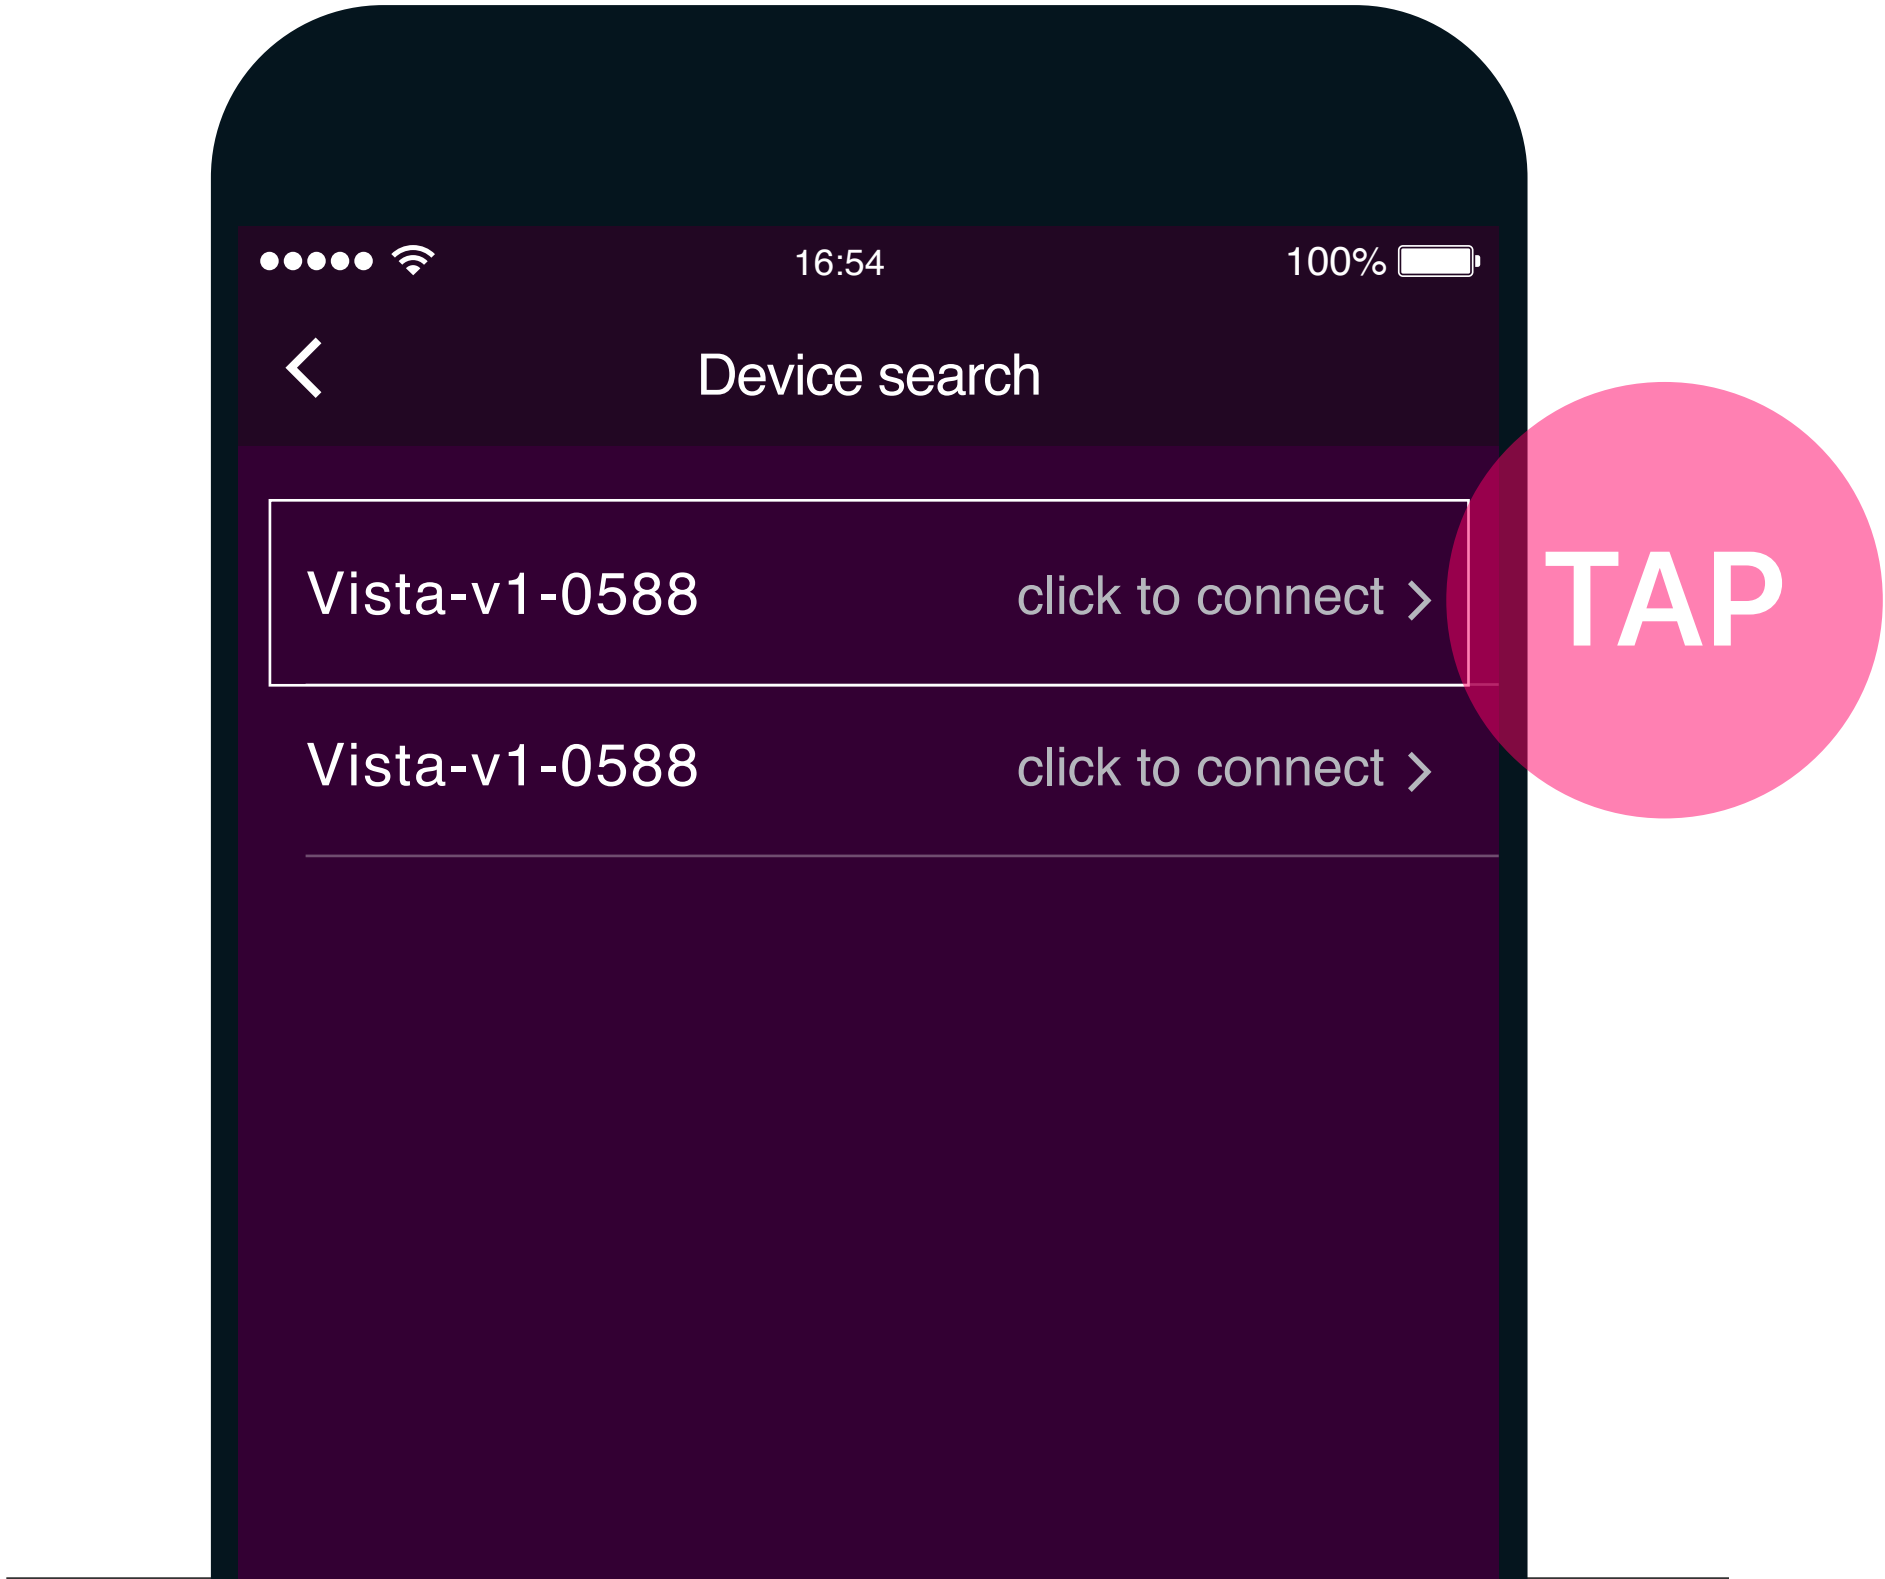 16:54
100%
Device search
Vista-v1-0588 click to connect
TAP
Vista-v1-0588 click to connect